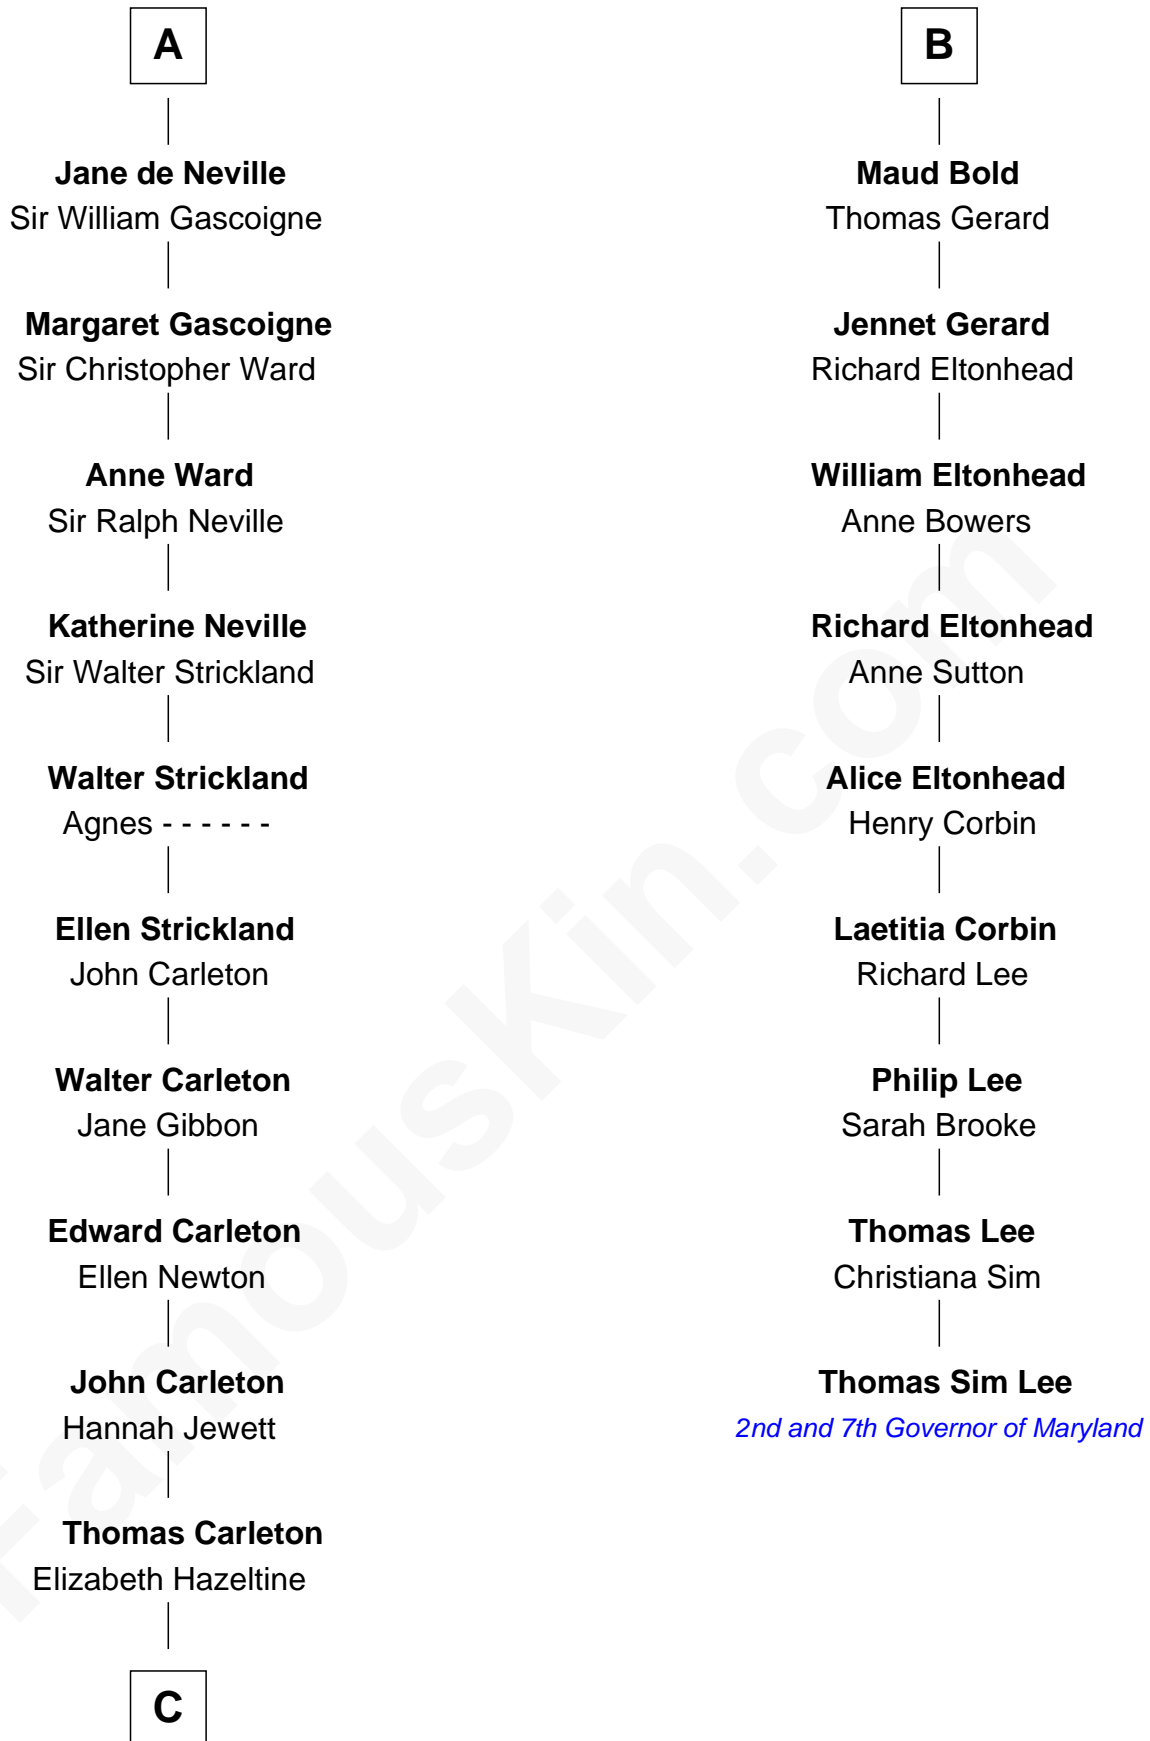 A
Jane de Neville
Sir William Gascoigne
Margaret Gascoigne
Sir Christopher Ward
Anne Ward
Sir Ralph Neville
Katherine Neville
Sir Walter Strickland
Walter Strickland
Agnes - - - - - -
Ellen Strickland
John Carleton
Walter Carleton
Jane Gibbon
Edward Carleton
Ellen Newton
John Carleton
Hannah Jewett
Thomas Carleton
Elizabeth Hazeltine
C
B
Maud Bold
Thomas Gerard
Jennet Gerard
Richard Eltonhead
William Eltonhead
Anne Bowers
Richard Eltonhead
Anne Sutton
Alice Eltonhead
Henry Corbin
Laetitia Corbin
Richard Lee
Philip Lee
Sarah Brooke
Thomas Lee
Christiana Sim
Thomas Sim Lee
2nd and 7th Governor of Maryland
FamousKin.com